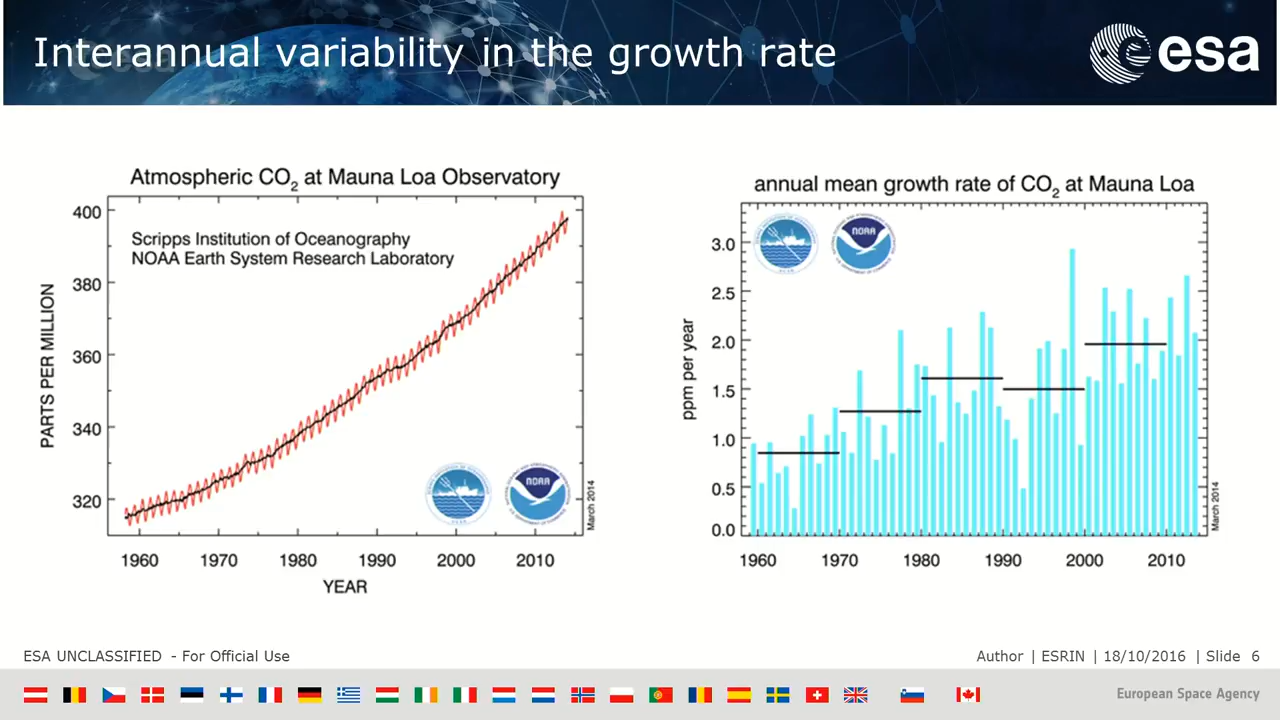 Interannual variability in the growth rate
esa
Atmospheric CO2 at Mauna Loa Observatory
Scripps Institution of Oceanography
NOAA Earth System Research Laboratory
PARTS PER MILLION
400
380
360
340
320
NOAA
March 2014
1960 1970 1980 1990 2000 2010
YEAR
annual mean growth rate of CO2 at Mauna Loa
NOAA
ppm per year
3.0
2.5
2.0
1.5
1.0
0.5
0.0
March 2014
1960 1970 1980 1990 2000 2010
ESA UNCLASSIFIED - For Official Use
Author | ESRIN | 18/10/2016 | Slide 6
European Space Agency